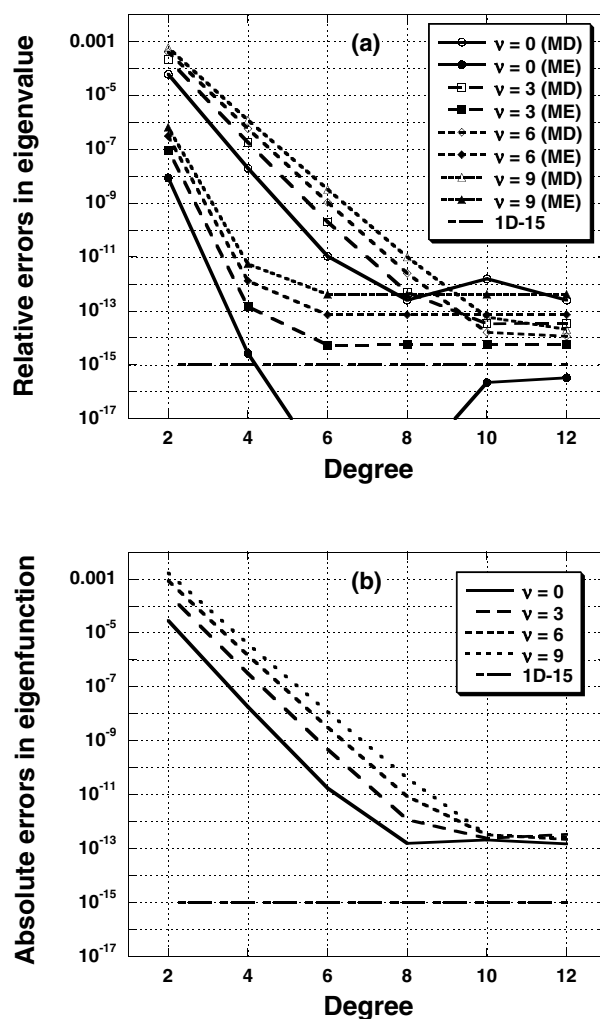 Relative errors in eigenvalue
0.001
10^-5
10^-7
10^-9
10^-11
10^-13
10^-15
10^-17
(a)
ν = 0 (MD)
ν = 0 (ME)
ν = 3 (MD)
ν = 3 (ME)
ν = 6 (MD)
ν = 6 (ME)
ν = 9 (MD)
ν = 9 (ME)
1D-15
2 4 6 8 10 12
Degree
Absolute errors in eigenfunction
0.001
10^-5
10^-7
10^-9
10^-11
10^-13
10^-15
10^-17
(b)
ν = 0
ν = 3
ν = 6
ν = 9
1D-15
2 4 6 8 10 12
Degree